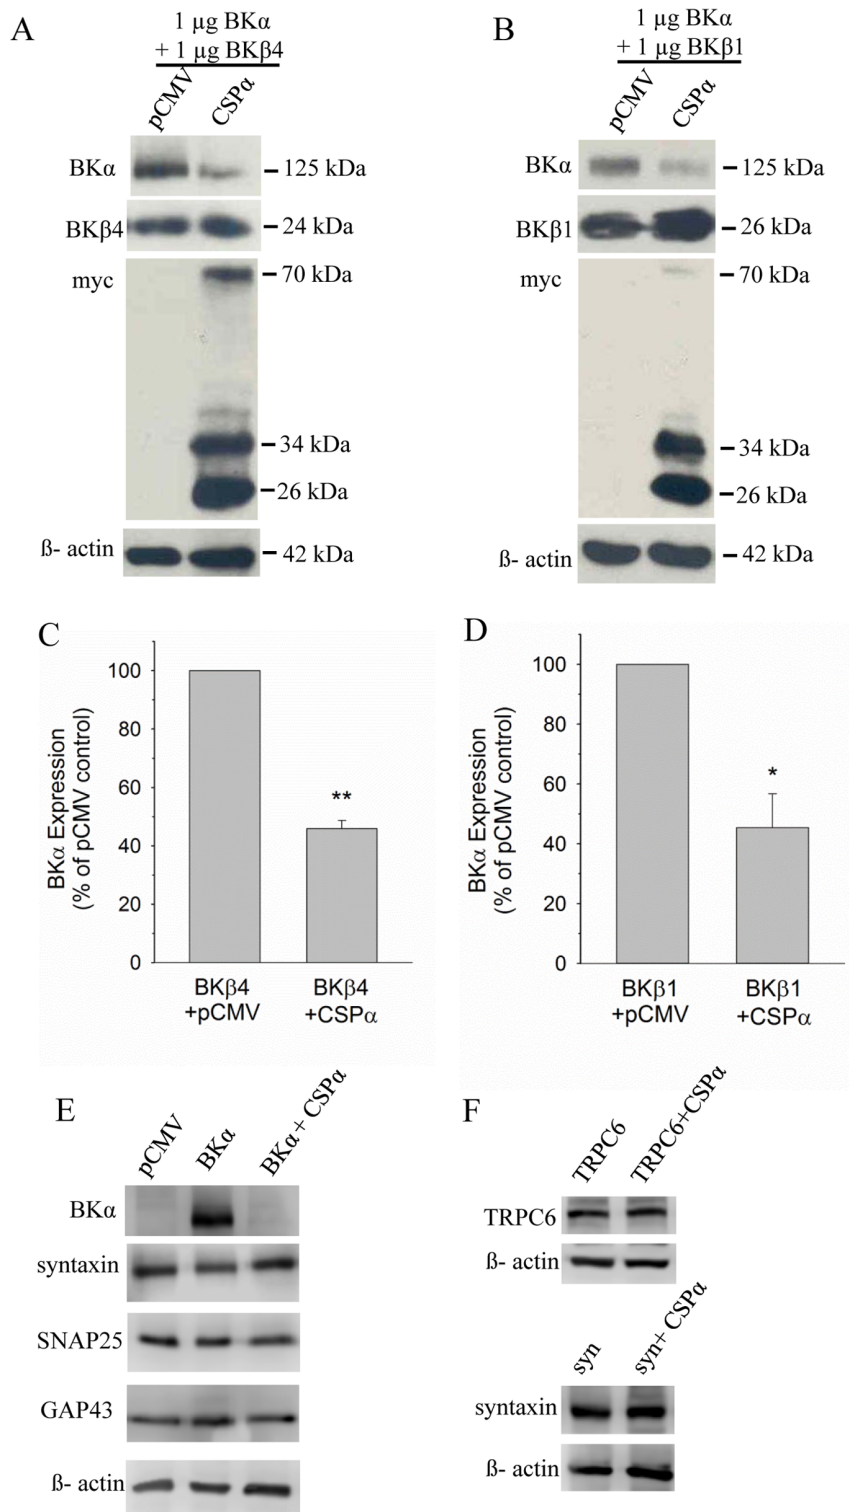 A
1 µg BKα
+ 1 µg BKβ4
pCMV
CSPα
BKα
125 kDa
BKβ4
24 kDa
myc
70 kDa
34 kDa
26 kDa
ß- actin
42 kDa
B
1 µg BKα
+ 1 µg BKβ1
pCMV
CSPα
BKα
125 kDa
BKβ1
26 kDa
myc
70 kDa
34 kDa
26 kDa
ß- actin
42 kDa
C
BKα Expression
(% of pCMV control)
100
80
60
40
20
0
**
BKβ4
+pCMV
BKβ4
+CSPα
D
BKα Expression
(% of pCMV control)
100
80
60
40
20
0
*
BKβ1
+pCMV
BKβ1
+CSPα
E
pCMV
BKα
BKα + CSPα
BKα
syntaxin
SNAP25
GAP43
ß- actin
F
TRPC6
TRPC6+CSPα
TRPC6
ß- actin
syn
syn+ CSPα
syntaxin
ß- actin